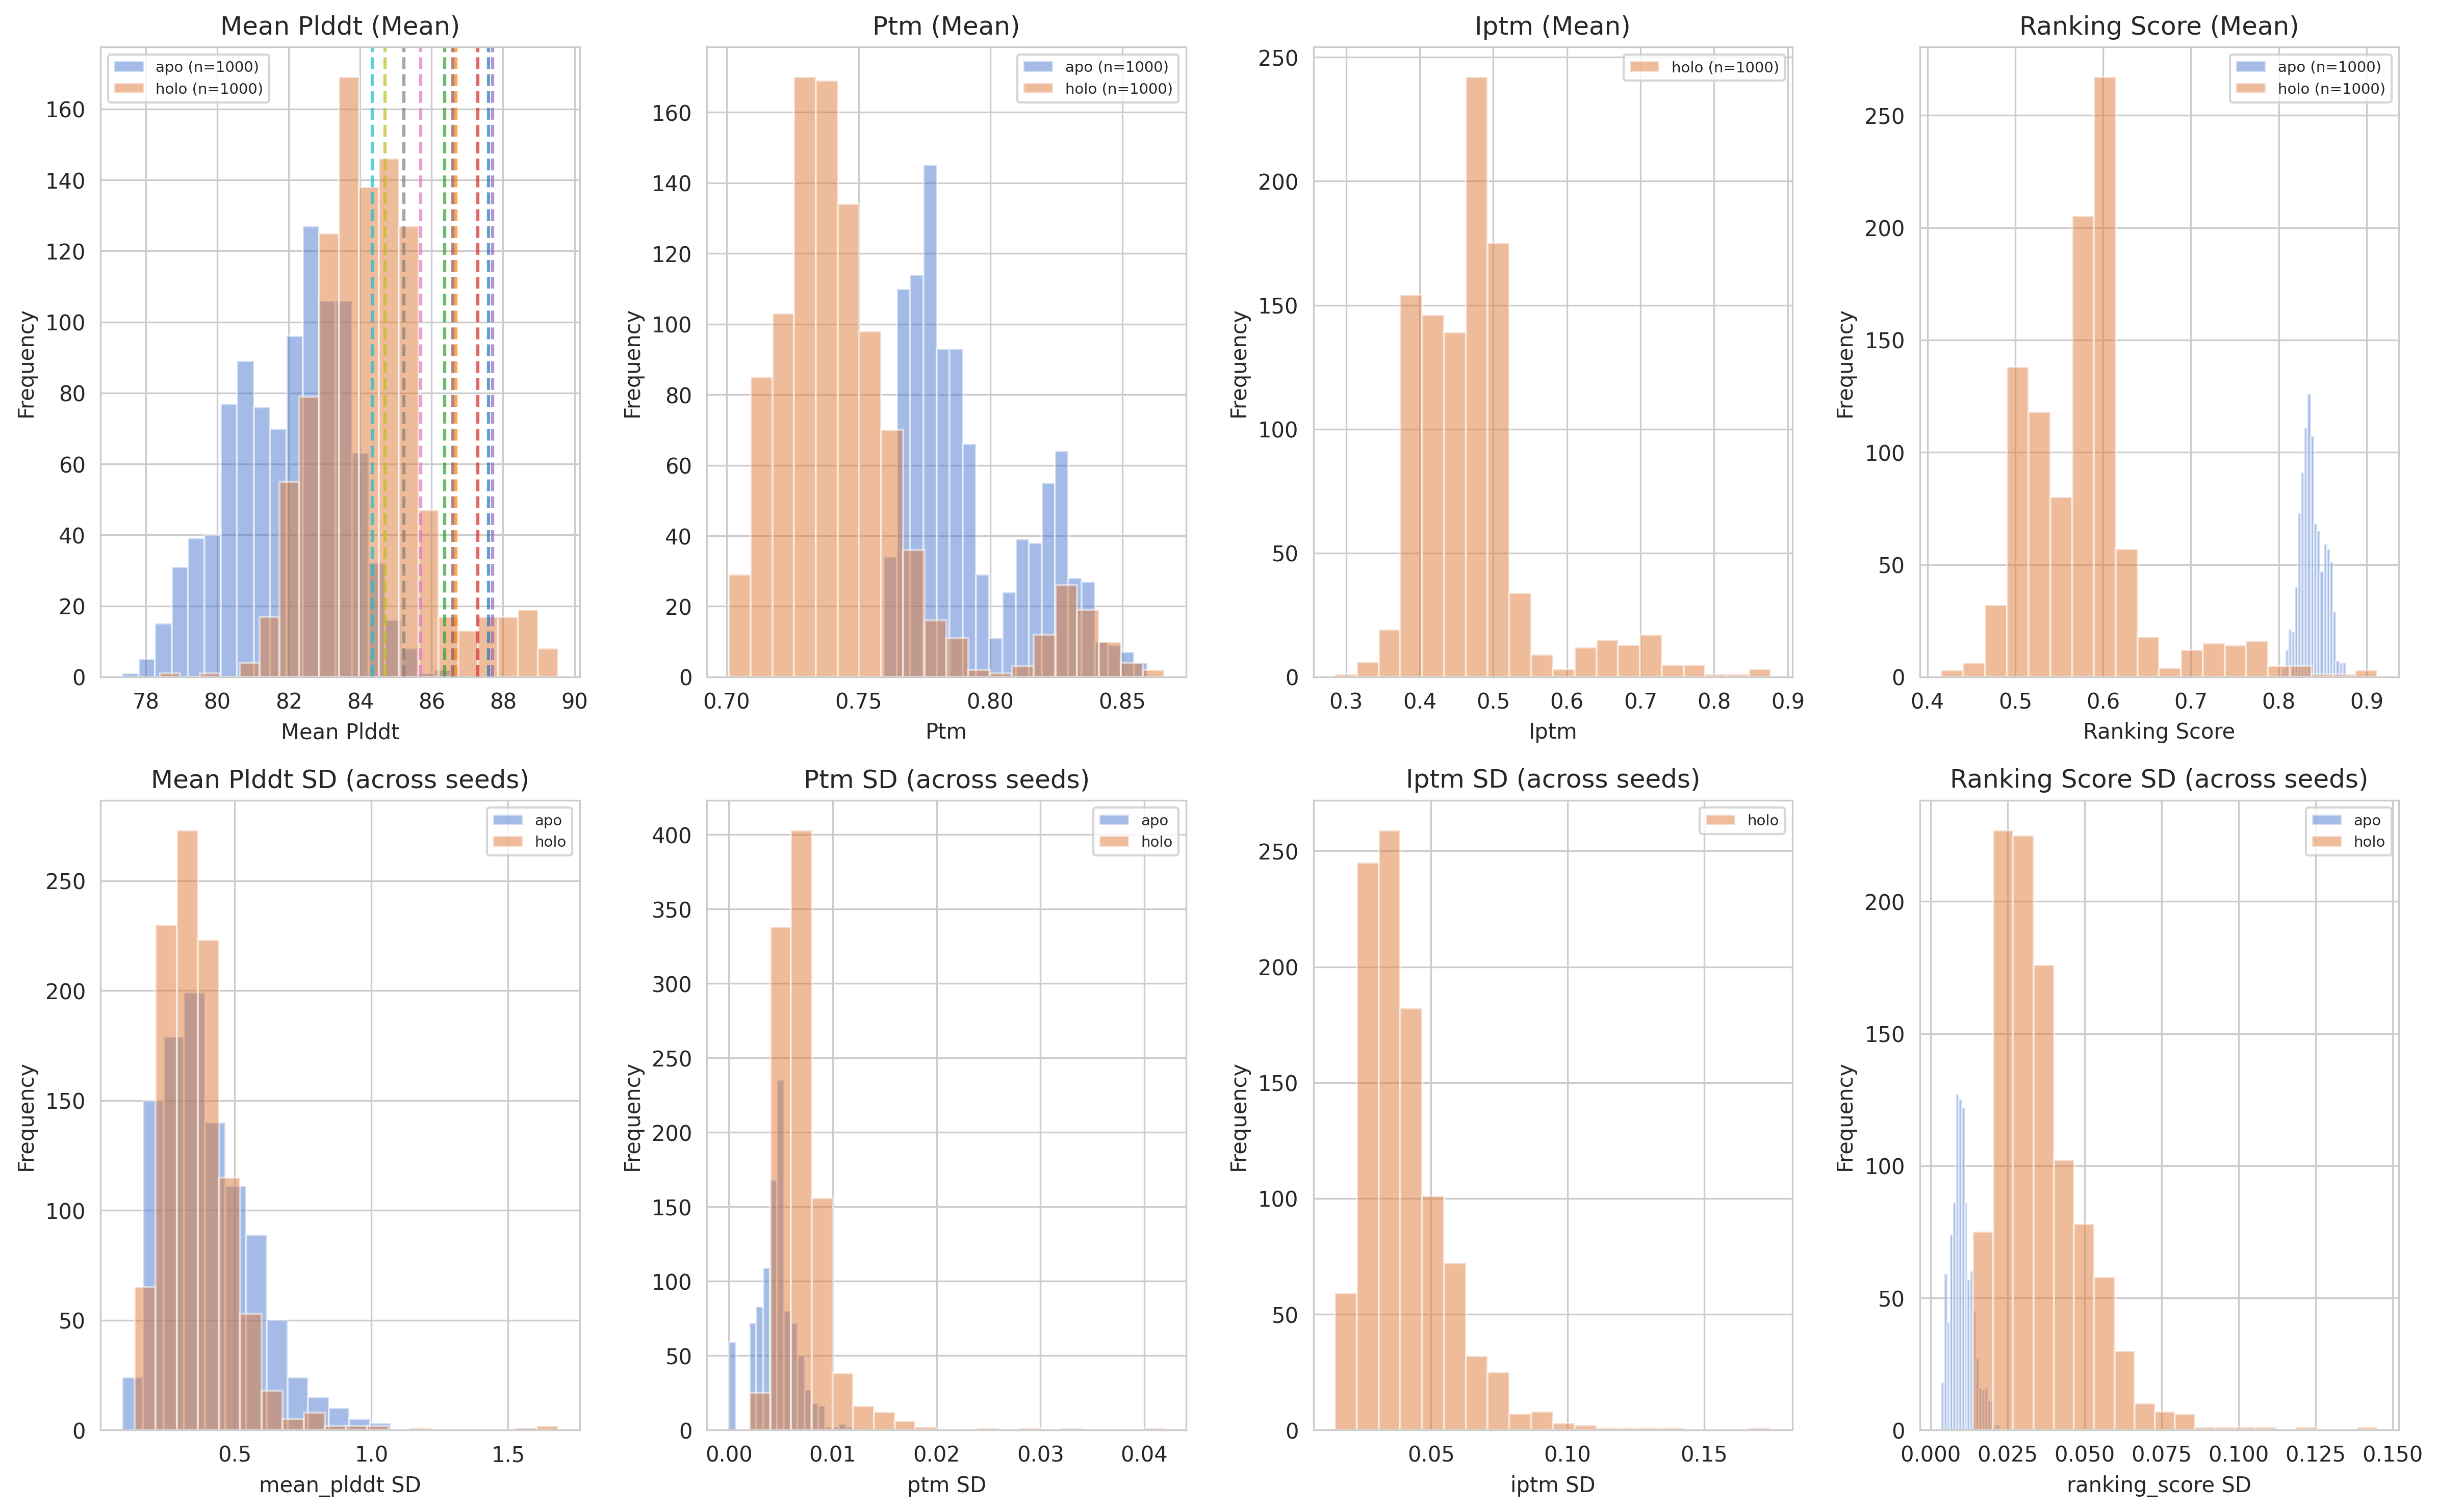 Mean Plddt (Mean)
apo (n=1000)
holo (n=1000)
Frequency
160
140
120
100
80
60
40
20
0
78
80
82
84
86
88
90
Mean Plddt
Ptm (Mean)
apo (n=1000)
holo (n=1000)
Frequency
160
140
120
100
80
60
40
20
0
0.70
0.75
0.80
0.85
Ptm
Iptm (Mean)
holo (n=1000)
Frequency
250
200
150
100
50
0
0.3
0.4
0.5
0.6
0.7
0.8
0.9
Iptm
Ranking Score (Mean)
apo (n=1000)
holo (n=1000)
Frequency
250
200
150
100
50
0
0.4
0.5
0.6
0.7
0.8
0.9
Ranking Score
Mean Plddt SD (across seeds)
apo
holo
Frequency
250
200
150
100
50
0
0.5
1.0
1.5
mean_plddt SD
Ptm SD (across seeds)
apo
holo
Frequency
400
350
300
250
200
150
100
50
0
0.00
0.01
0.02
0.03
0.04
ptm SD
Iptm SD (across seeds)
holo
Frequency
250
200
150
100
50
0
0.05
0.10
0.15
iptm SD
Ranking Score SD (across seeds)
apo
holo
Frequency
200
150
100
50
0
0.000
0.025
0.050
0.075
0.100
0.125
0.150
ranking_score SD